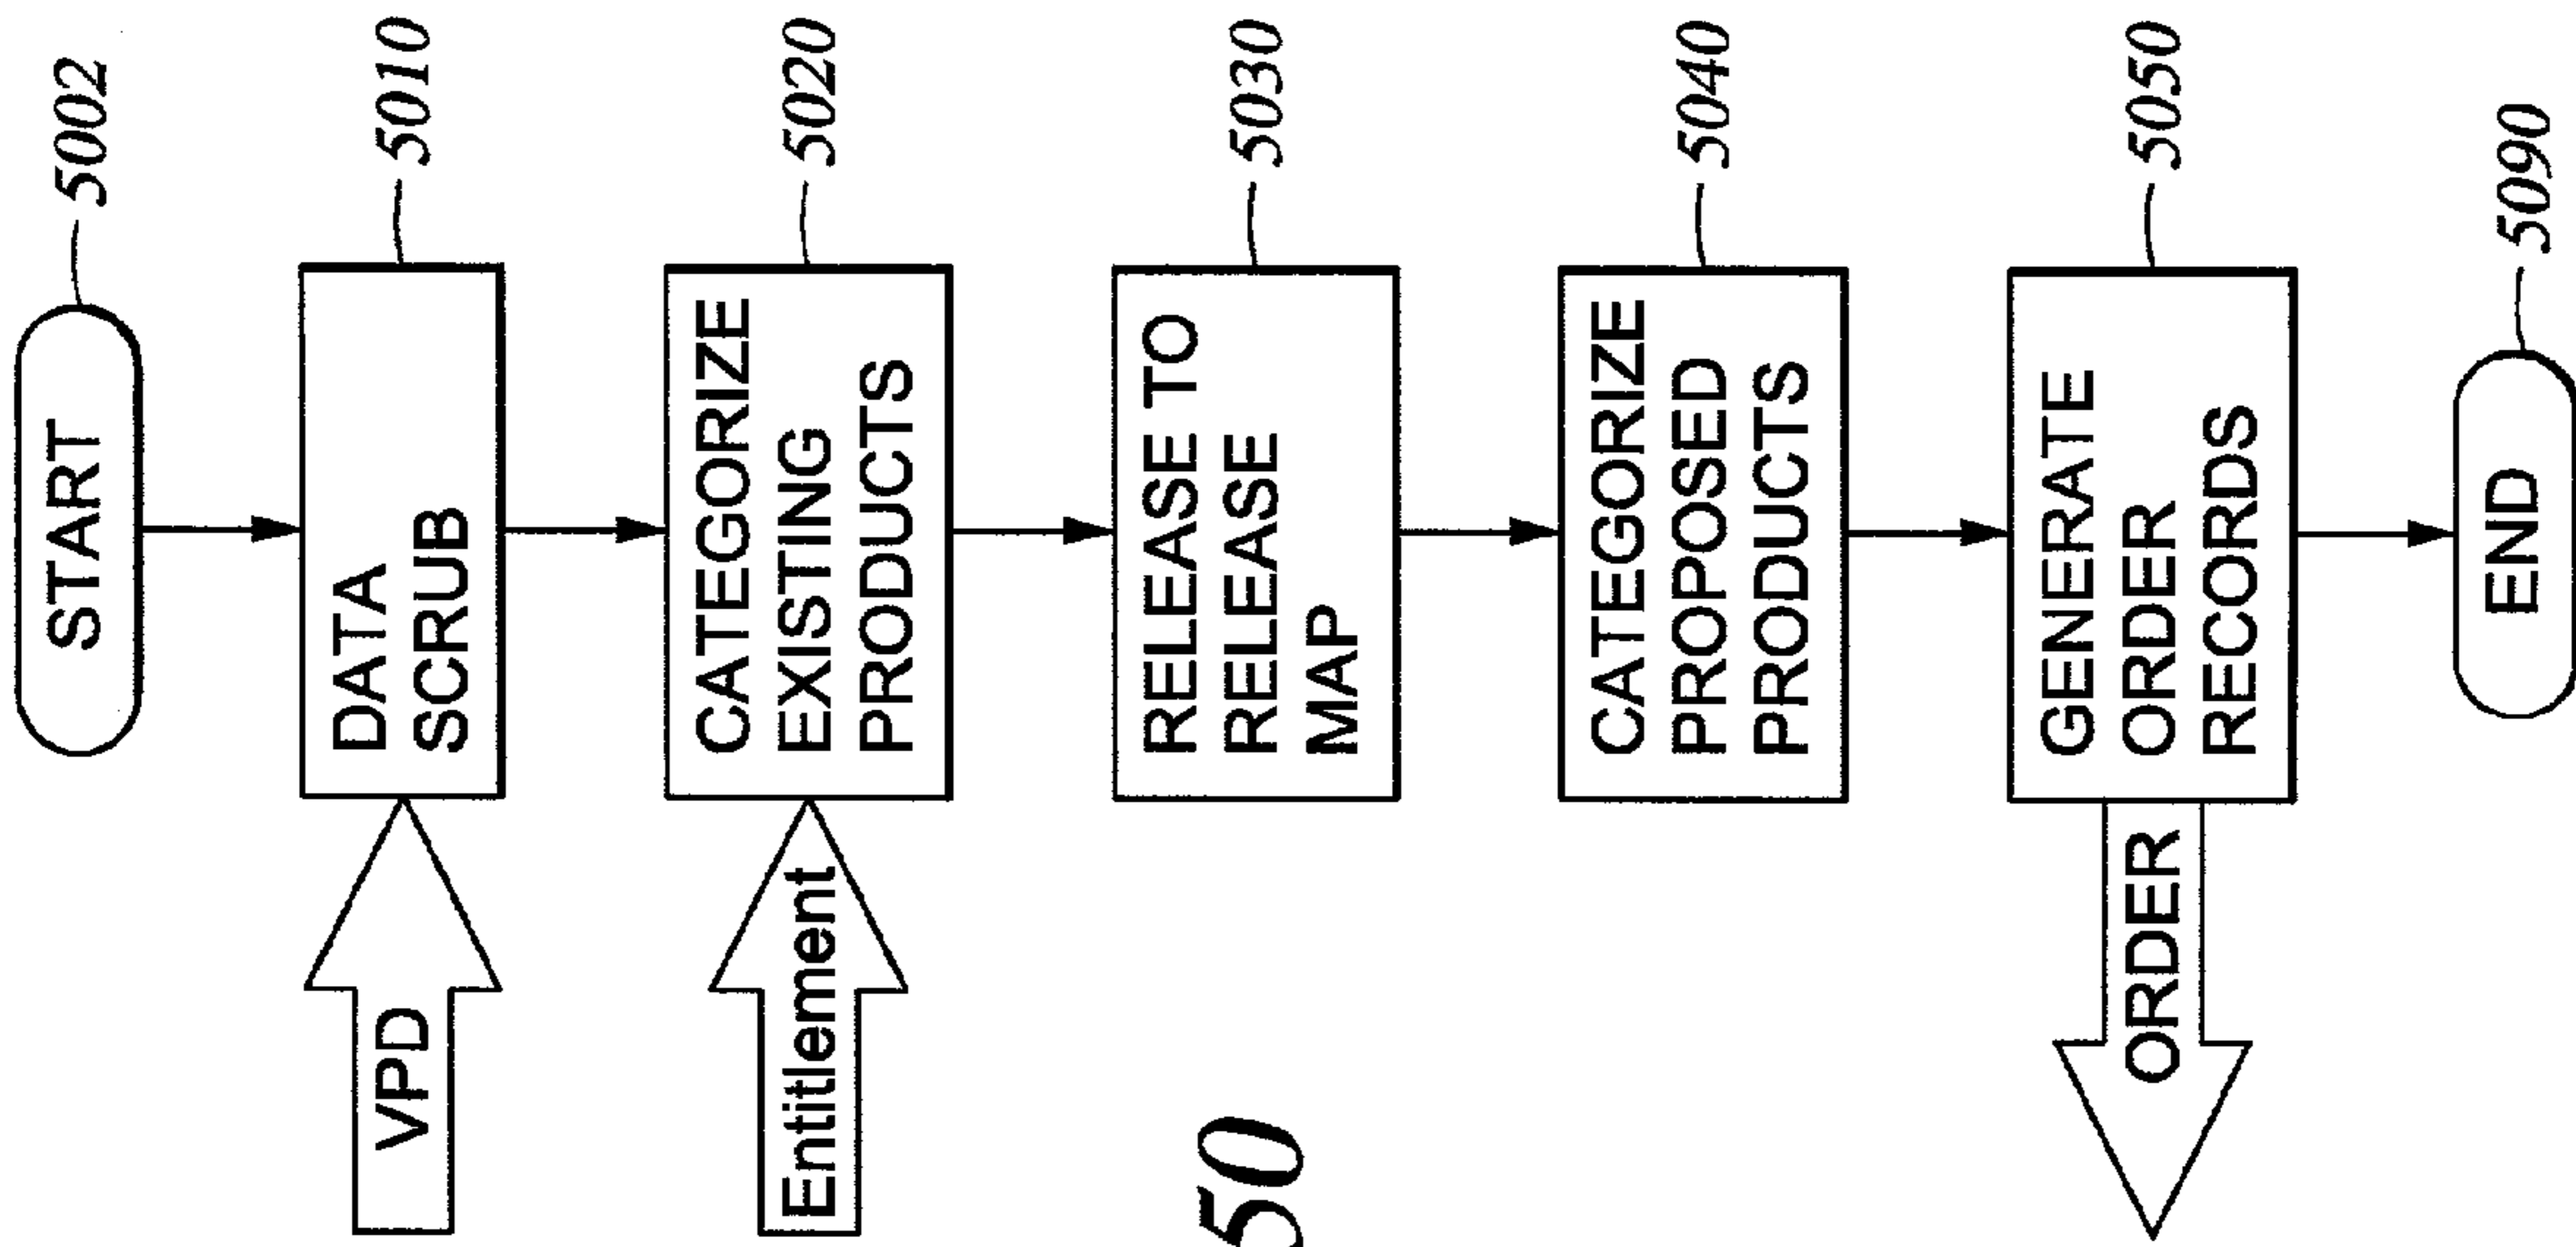 START
5002
DATA
SCRUB
5010
VPD
CATEGORIZE
EXISTING
PRODUCTS
5020
Entitlement
RELEASE TO
RELEASE
MAP
5030
50
CATEGORIZE
PROPOSED
PRODUCTS
5040
GENERATE
ORDER
RECORDS
5050
ORDER
END
5090